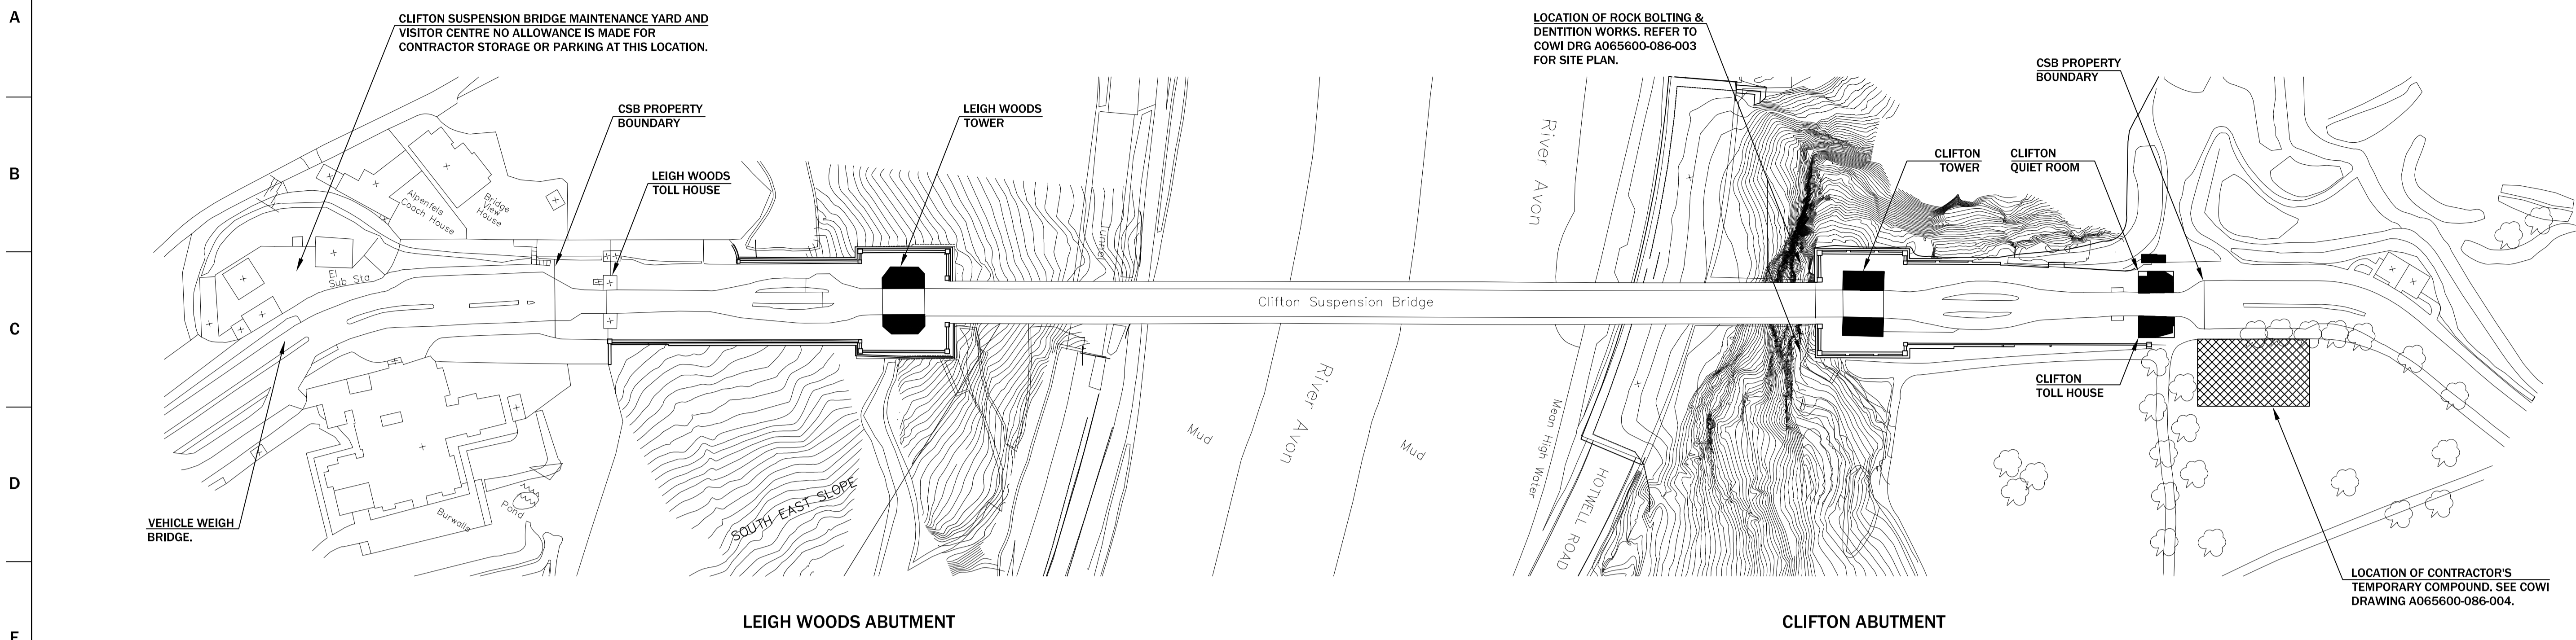 A
B
C
D
E
CLIFTON SUSPENSION BRIDGE MAINTENANCE YARD AND
VISITOR CENTRE NO ALLOWANCE IS MADE FOR
CONTRACTOR STORAGE OR PARKING AT THIS LOCATION.
CSB PROPERTY
BOUNDARY
LEIGH WOODS
TOLL HOUSE
LEIGH WOODS
TOWER
Alpenfels
Coach House
Bridge
View
House
El
Sub Sta
VEHICLE WEIGH
BRIDGE.
Burwalls
Pond
SOUTH EAST SLOPE
Tunnel
Clifton Suspension Bridge
Mud
River Avon
Mud
River Avon
Mean High Water
HOTWELL ROAD
LOCATION OF ROCK BOLTING &
DENTITION WORKS. REFER TO
COWI DRG A065600-086-003
FOR SITE PLAN.
CLIFTON
TOWER
CLIFTON
QUIET ROOM
CSB PROPERTY
BOUNDARY
CLIFTON
TOLL HOUSE
LOCATION OF CONTRACTOR'S
TEMPORARY COMPOUND. SEE COWI
DRAWING A065600-086-004.
LEIGH WOODS ABUTMENT
CLIFTON ABUTMENT